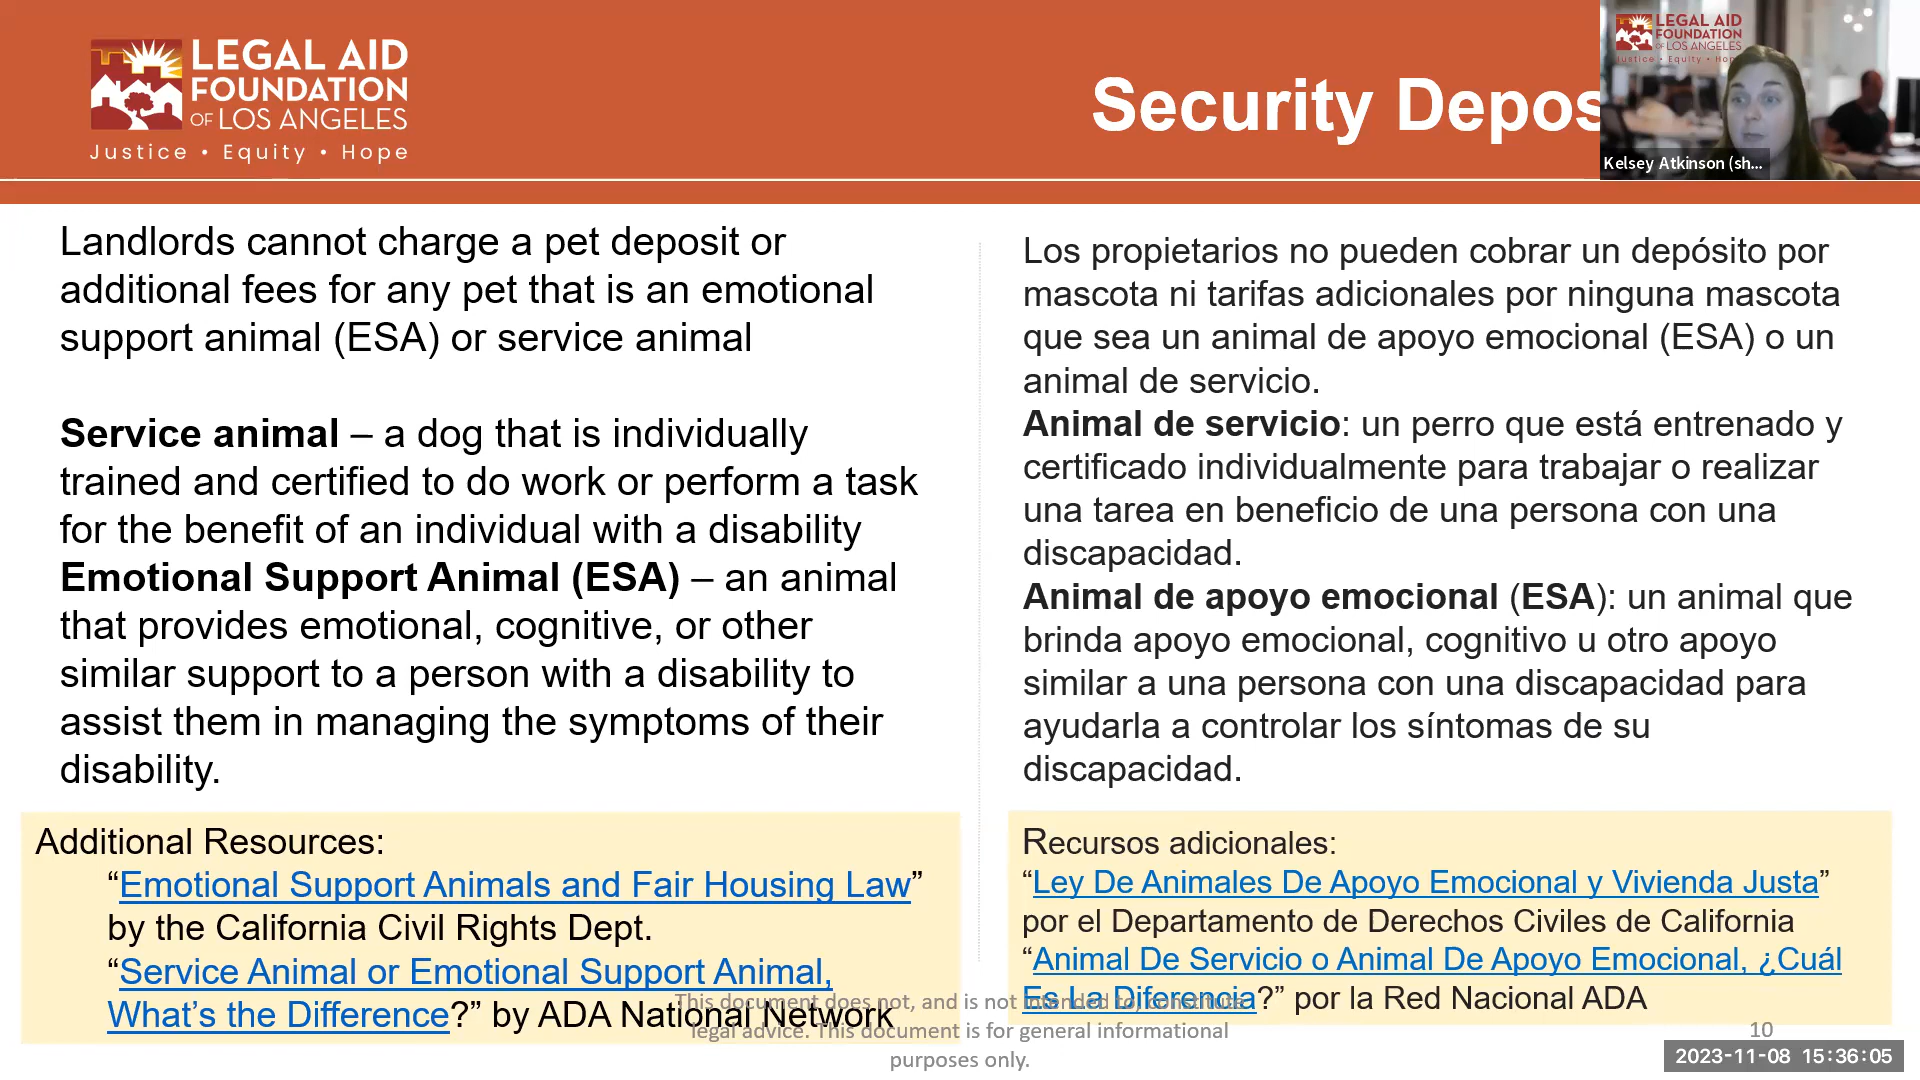 LEGAL AID
FOUNDATION
OF LOS ANGELES
Justice • Equity • Hope
Security Depos
LEGAL AID
FOUNDATION
OF LOS ANGELES
Justice • Equity • Hop
Kelsey Atkinson (sh...
Landlords cannot charge a pet deposit or
additional fees for any pet that is an emotional
support animal (ESA) or service animal
Service animal – a dog that is individually
trained and certified to do work or perform a task
for the benefit of an individual with a disability
Emotional Support Animal (ESA) – an animal
that provides emotional, cognitive, or other
similar support to a person with a disability to
assist them in managing the symptoms of their
disability.
Additional Resources:
“Emotional Support Animals and Fair Housing Law”
by the California Civil Rights Dept.
“Service Animal or Emotional Support Animal,
What’s the Difference?” by ADA National Network
Los propietarios no pueden cobrar un depósito por
mascota ni tarifas adicionales por ninguna mascota
que sea un animal de apoyo emocional (ESA) o un
animal de servicio.
Animal de servicio: un perro que está entrenado y
certificado individualmente para trabajar o realizar
una tarea en beneficio de una persona con una
discapacidad.
Animal de apoyo emocional (ESA): un animal que
brinda apoyo emocional, cognitivo u otro apoyo
similar a una persona con una discapacidad para
ayudarla a controlar los síntomas de su
discapacidad.
Recursos adicionales:
“Ley De Animales De Apoyo Emocional y Vivienda Justa”
por el Departamento de Derechos Civiles de California
“Animal De Servicio o Animal De Apoyo Emocional, ¿Cuál
Es La Diferencia?” por la Red Nacional ADA
This document does not, and is not intended to, constitute
legal advice. This document is for general informational
purposes only.
10
2023-11-08 15:36:05